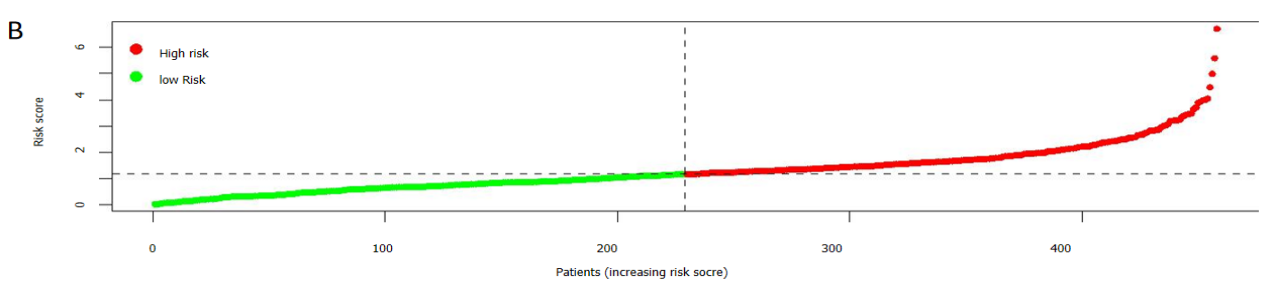 B
High risk
low Risk
6
4
2
0
Risk score
0 100 200 300 400
Patients (increasing risk socre)